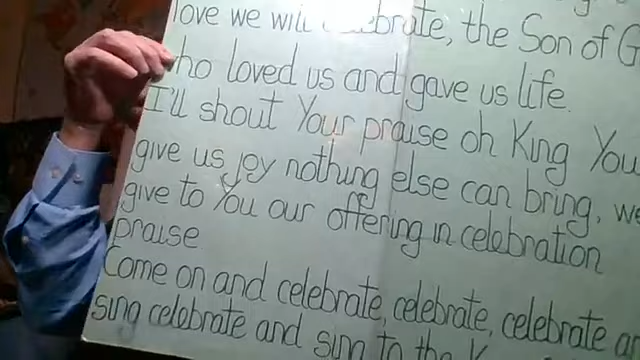 love we will celebrate, the Son of G
who loved us and gave us life.
I'll shout Your praise oh King You
give us joy nothing else can bring, we
give to You our offering in celebration
praise.
Come on and celebrate, celebrate, celebrate a
sing celebrate and sing to the K